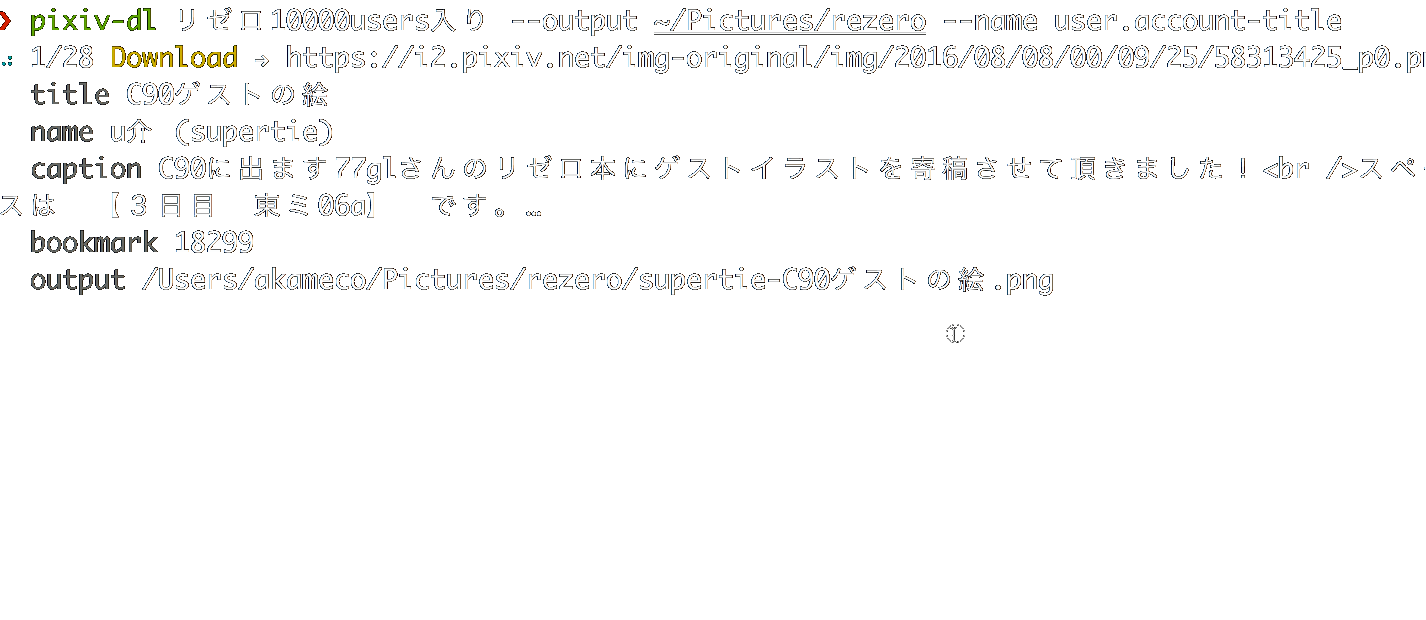 ❯ pixiv-dl リゼロ10000users入り --output ~/Pictures/rezero --name user.account-title
1/28 Download → https://i2.pixiv.net/img-original/img/2016/08/08/00/09/25/58313425_p0.pn
title C90ゲストの絵
name u介 (supertie)
caption C90に出ます77glさんのリゼロ本にゲストイラストを寄稿させて頂きました！<br />スペー
スは 【３日目 東ミ06a】 です。…
bookmark 18299
output /Users/akameco/Pictures/rezero/supertie-C90ゲストの絵.png